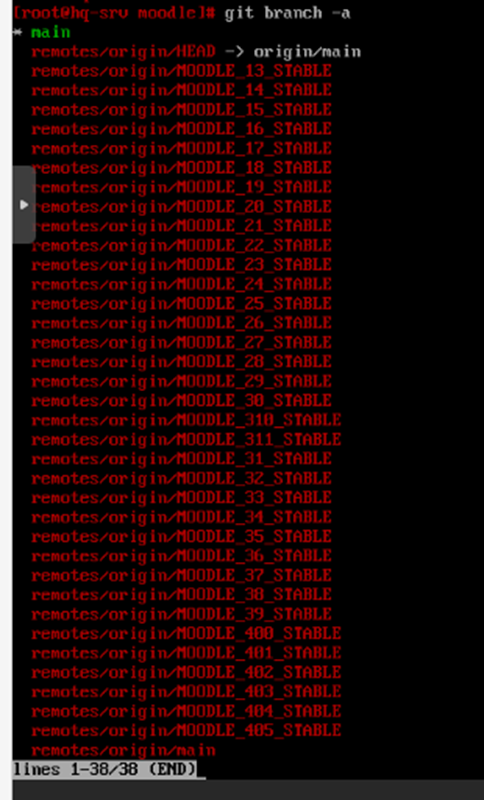 [root@hq-srv moodle]# git branch -a
* main
remotes/origin/HEAD -> origin/main
remotes/origin/MOODLE_13_STABLE
remotes/origin/MOODLE_14_STABLE
remotes/origin/MOODLE_15_STABLE
remotes/origin/MOODLE_16_STABLE
remotes/origin/MOODLE_17_STABLE
remotes/origin/MOODLE_18_STABLE
remotes/origin/MOODLE_19_STABLE
remotes/origin/MOODLE_20_STABLE
remotes/origin/MOODLE_21_STABLE
remotes/origin/MOODLE_22_STABLE
remotes/origin/MOODLE_23_STABLE
remotes/origin/MOODLE_24_STABLE
remotes/origin/MOODLE_25_STABLE
remotes/origin/MOODLE_26_STABLE
remotes/origin/MOODLE_27_STABLE
remotes/origin/MOODLE_28_STABLE
remotes/origin/MOODLE_29_STABLE
remotes/origin/MOODLE_30_STABLE
remotes/origin/MOODLE_310_STABLE
remotes/origin/MOODLE_311_STABLE
remotes/origin/MOODLE_31_STABLE
remotes/origin/MOODLE_32_STABLE
remotes/origin/MOODLE_33_STABLE
remotes/origin/MOODLE_34_STABLE
remotes/origin/MOODLE_35_STABLE
remotes/origin/MOODLE_36_STABLE
remotes/origin/MOODLE_37_STABLE
remotes/origin/MOODLE_38_STABLE
remotes/origin/MOODLE_39_STABLE
remotes/origin/MOODLE_400_STABLE
remotes/origin/MOODLE_401_STABLE
remotes/origin/MOODLE_402_STABLE
remotes/origin/MOODLE_403_STABLE
remotes/origin/MOODLE_404_STABLE
remotes/origin/MOODLE_405_STABLE
remotes/origin/main
lines 1-38/38 (END)